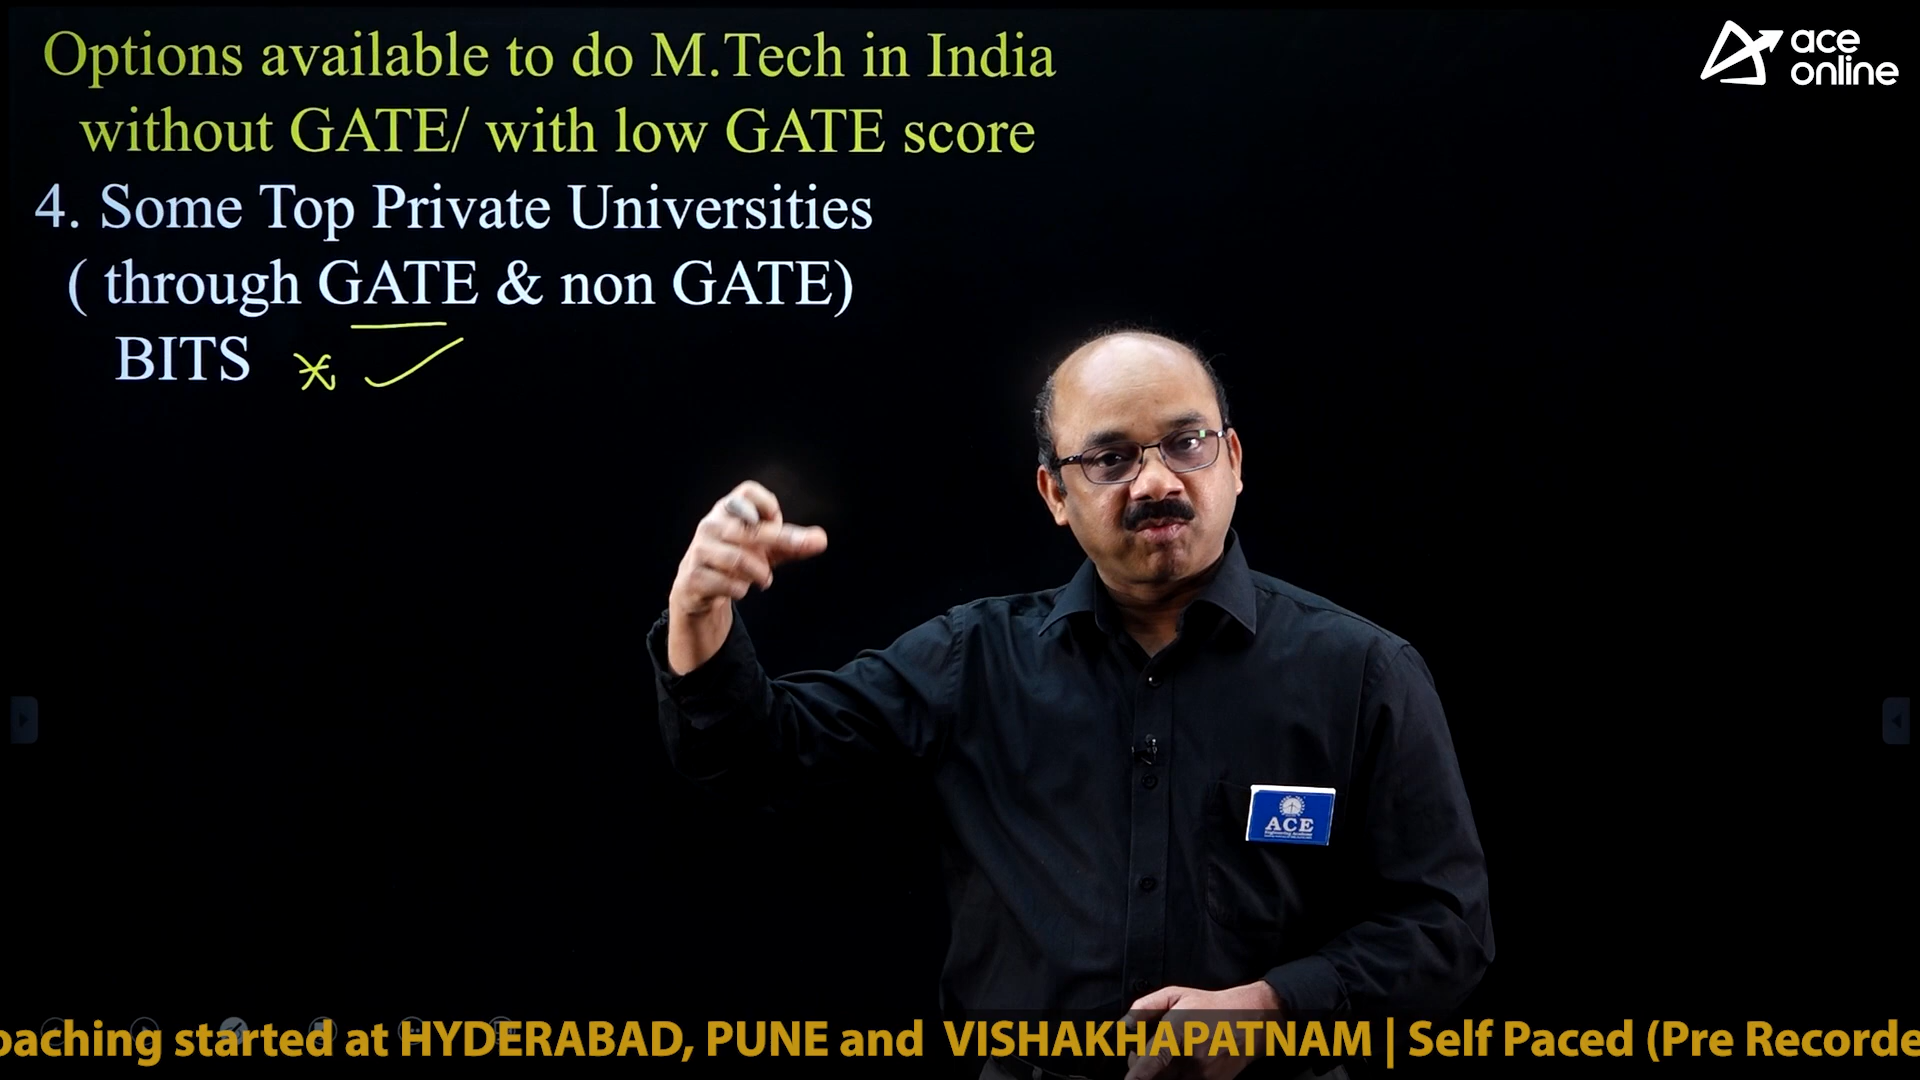 Options available to do M.Tech in India
without GATE/ with low GATE score
4. Some Top Private Universities
( through GATE & non GATE)
BITS
ace
online
ACE
oaching started at HYDERABAD, PUNE and VISHAKHAPATNAM | Self Paced (Pre Recorde